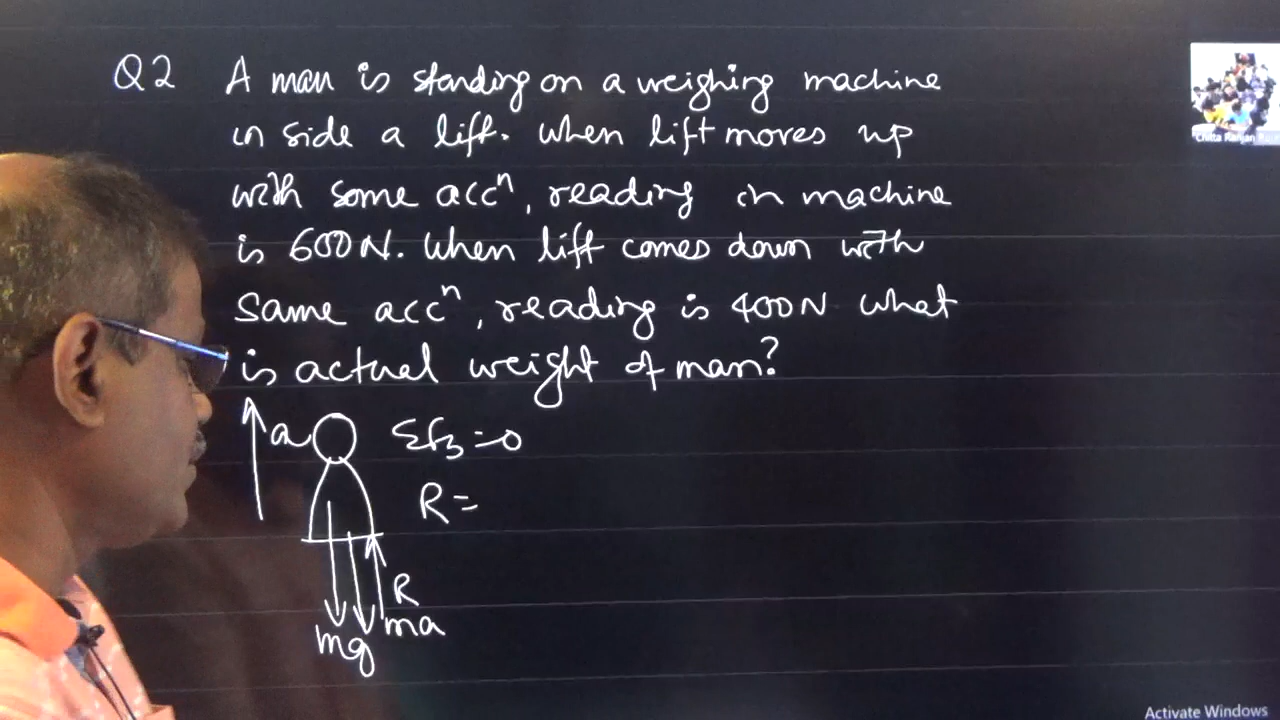 Q2 A man is standing on a weighing machine
in side a lift. when lift moves up
with some accⁿ, reading in machine
is 600 N. When lift comes down with
same accⁿ, reading is 400N what
is actual weight of man?
a ΣFy=0
R=
R
ma
mg
Activate Windows